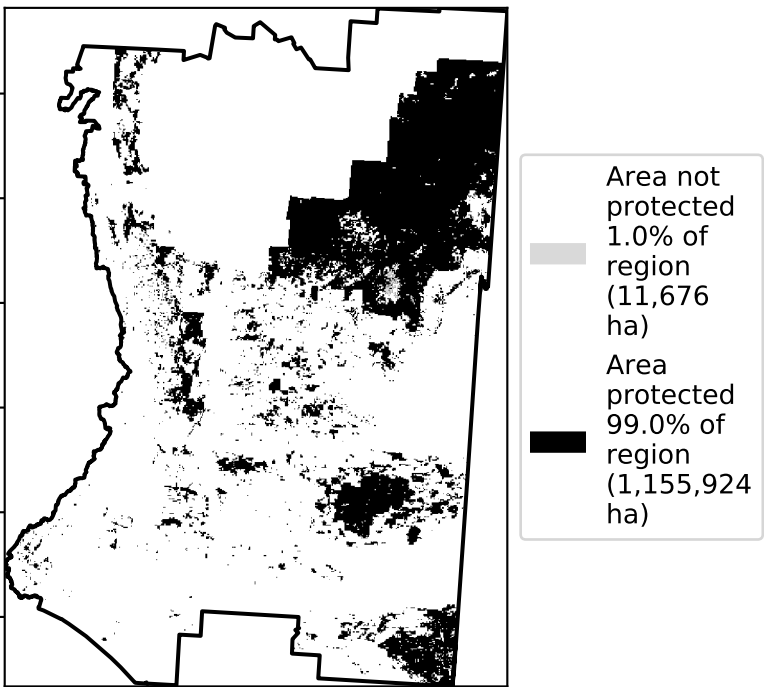 Area not
protected
1.0% of
region
(11,676
ha)
Area
protected
99.0% of
region
(1,155,924
ha)